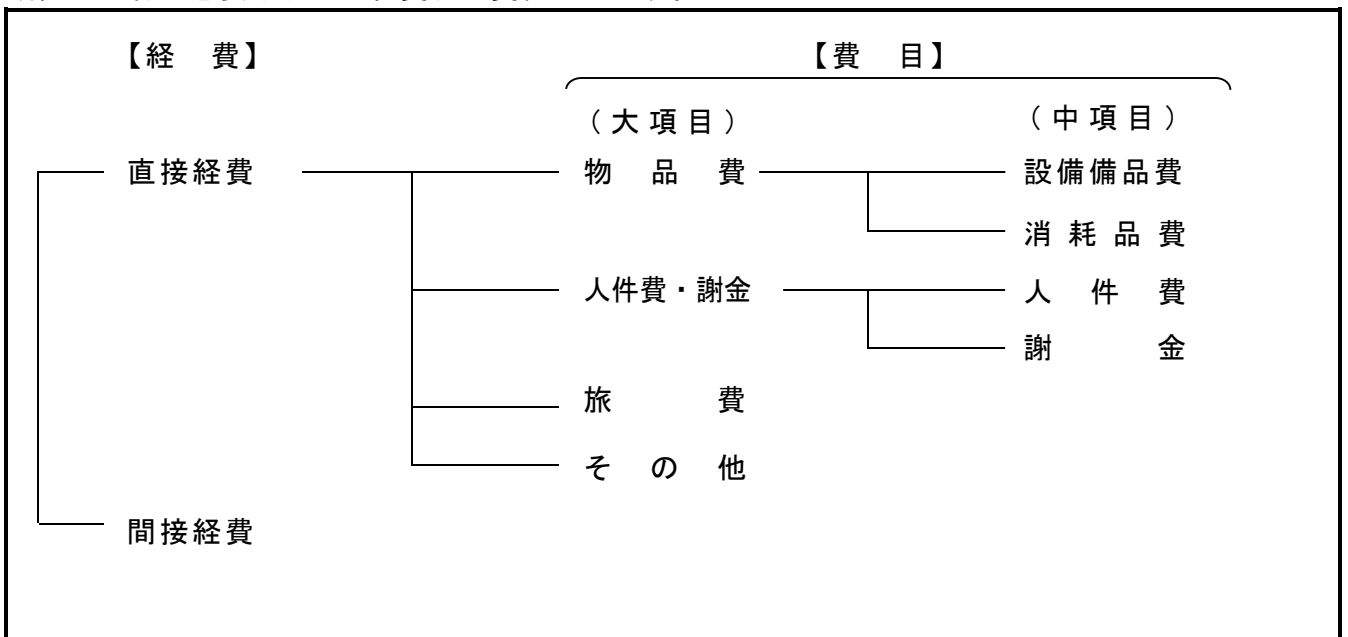 【経 費】 【費 目】
（大項目） （中項目）
直接経費 物品費 設備備品費
消耗品費
人件費・謝金 人件費
謝金
旅費
その他
間接経費